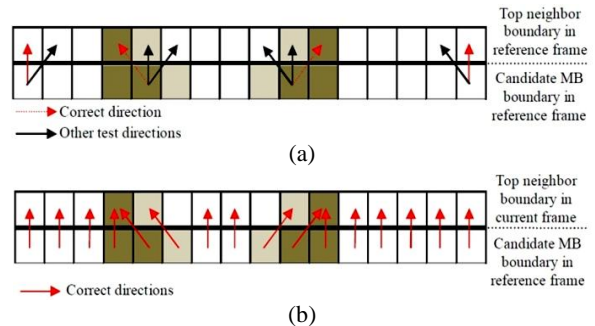 Top neighbor
boundary in
reference frame
Candidate MB
boundary in
reference frame
Correct direction
Other test directions
(a)
Top neighbor
boundary in
current frame
Candidate MB
boundary in
reference frame
Correct directions
(b)